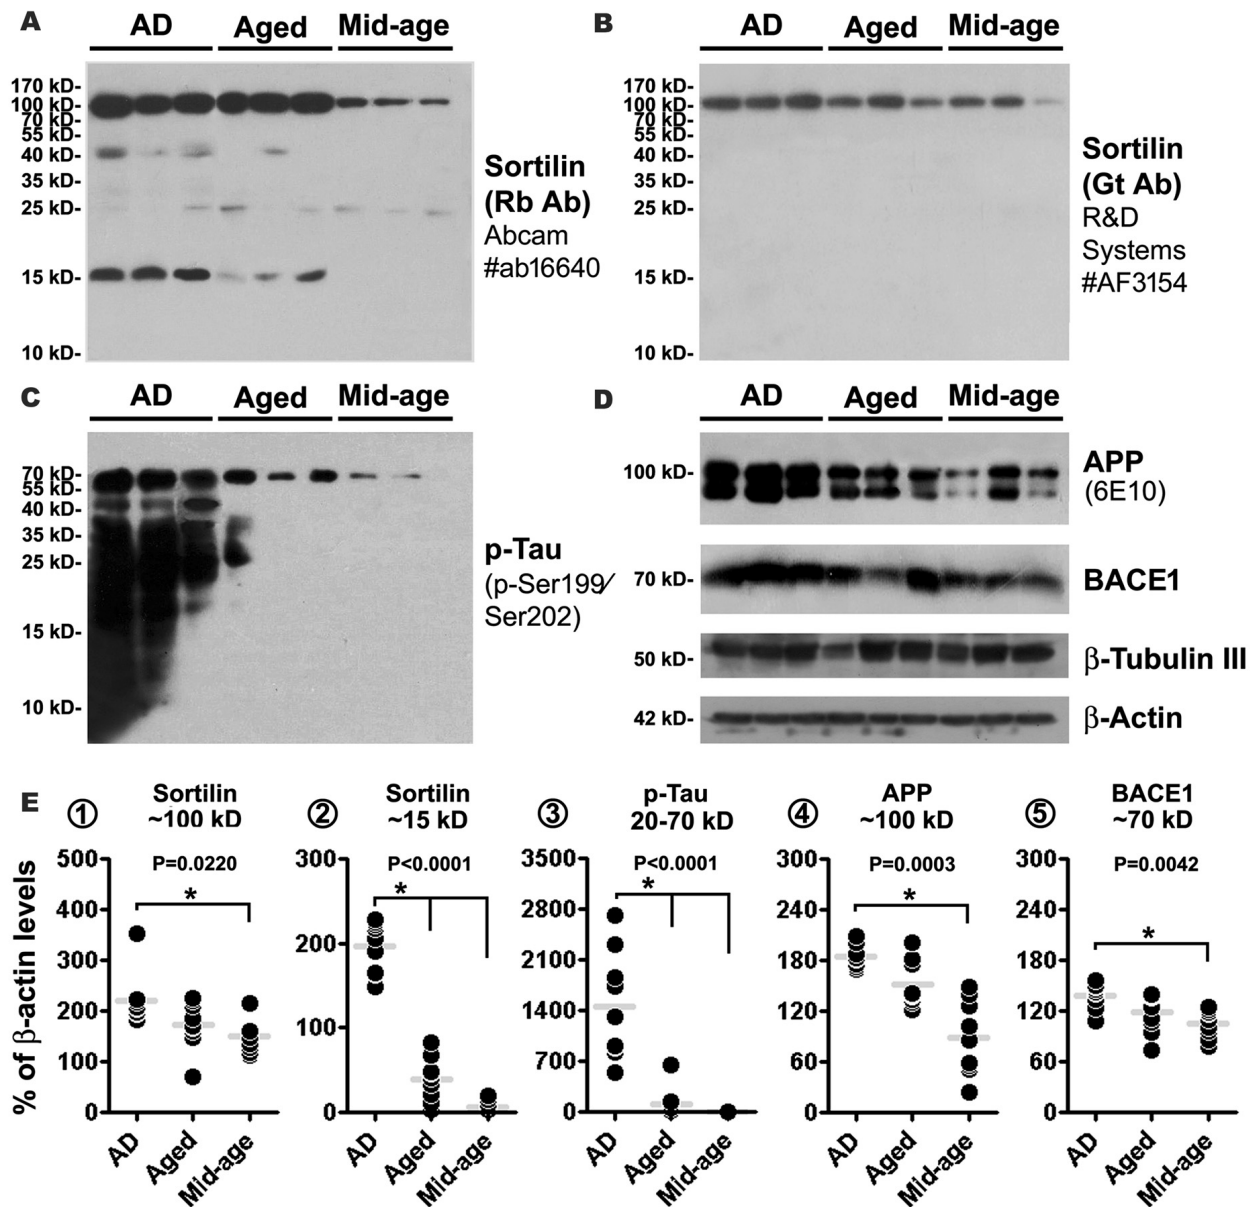 A
AD Aged Mid-age
170 kD-
100 kD-
70 kD-
55 kD-
40 kD-
35 kD-
25 kD-
15 kD-
10 kD-
Sortilin
(Rb Ab)
Abcam
#ab16640
B
AD Aged Mid-age
170 kD-
100 kD-
70 kD-
55 kD-
40 kD-
35 kD-
25 kD-
15 kD-
10 kD-
Sortilin
(Gt Ab)
R&D
Systems
#AF3154
C
AD Aged Mid-age
70 kD-
55 kD-
40 kD-
35 kD-
25 kD-
15 kD-
10 kD-
p-Tau
(p-Ser199/
Ser202)
D
AD Aged Mid-age
100 kD-
APP
(6E10)
70 kD-
BACE1
50 kD-
β-Tubulin III
42 kD-
β-Actin
E
% of β-actin levels
① Sortilin
~100 kD
P=0.0220
*
500
400
300
200
100
0
AD Aged Mid-age
② Sortilin
~15 kD
P<0.0001
*
300
200
100
0
AD Aged Mid-age
③ p-Tau
20-70 kD
P<0.0001
*
3500
2800
2100
1400
700
0
AD Aged Mid-age
④ APP
~100 kD
P=0.0003
*
300
240
180
120
60
0
AD Aged Mid-age
⑤ BACE1
~70 kD
P=0.0042
*
300
240
180
120
60
0
AD Aged Mid-age